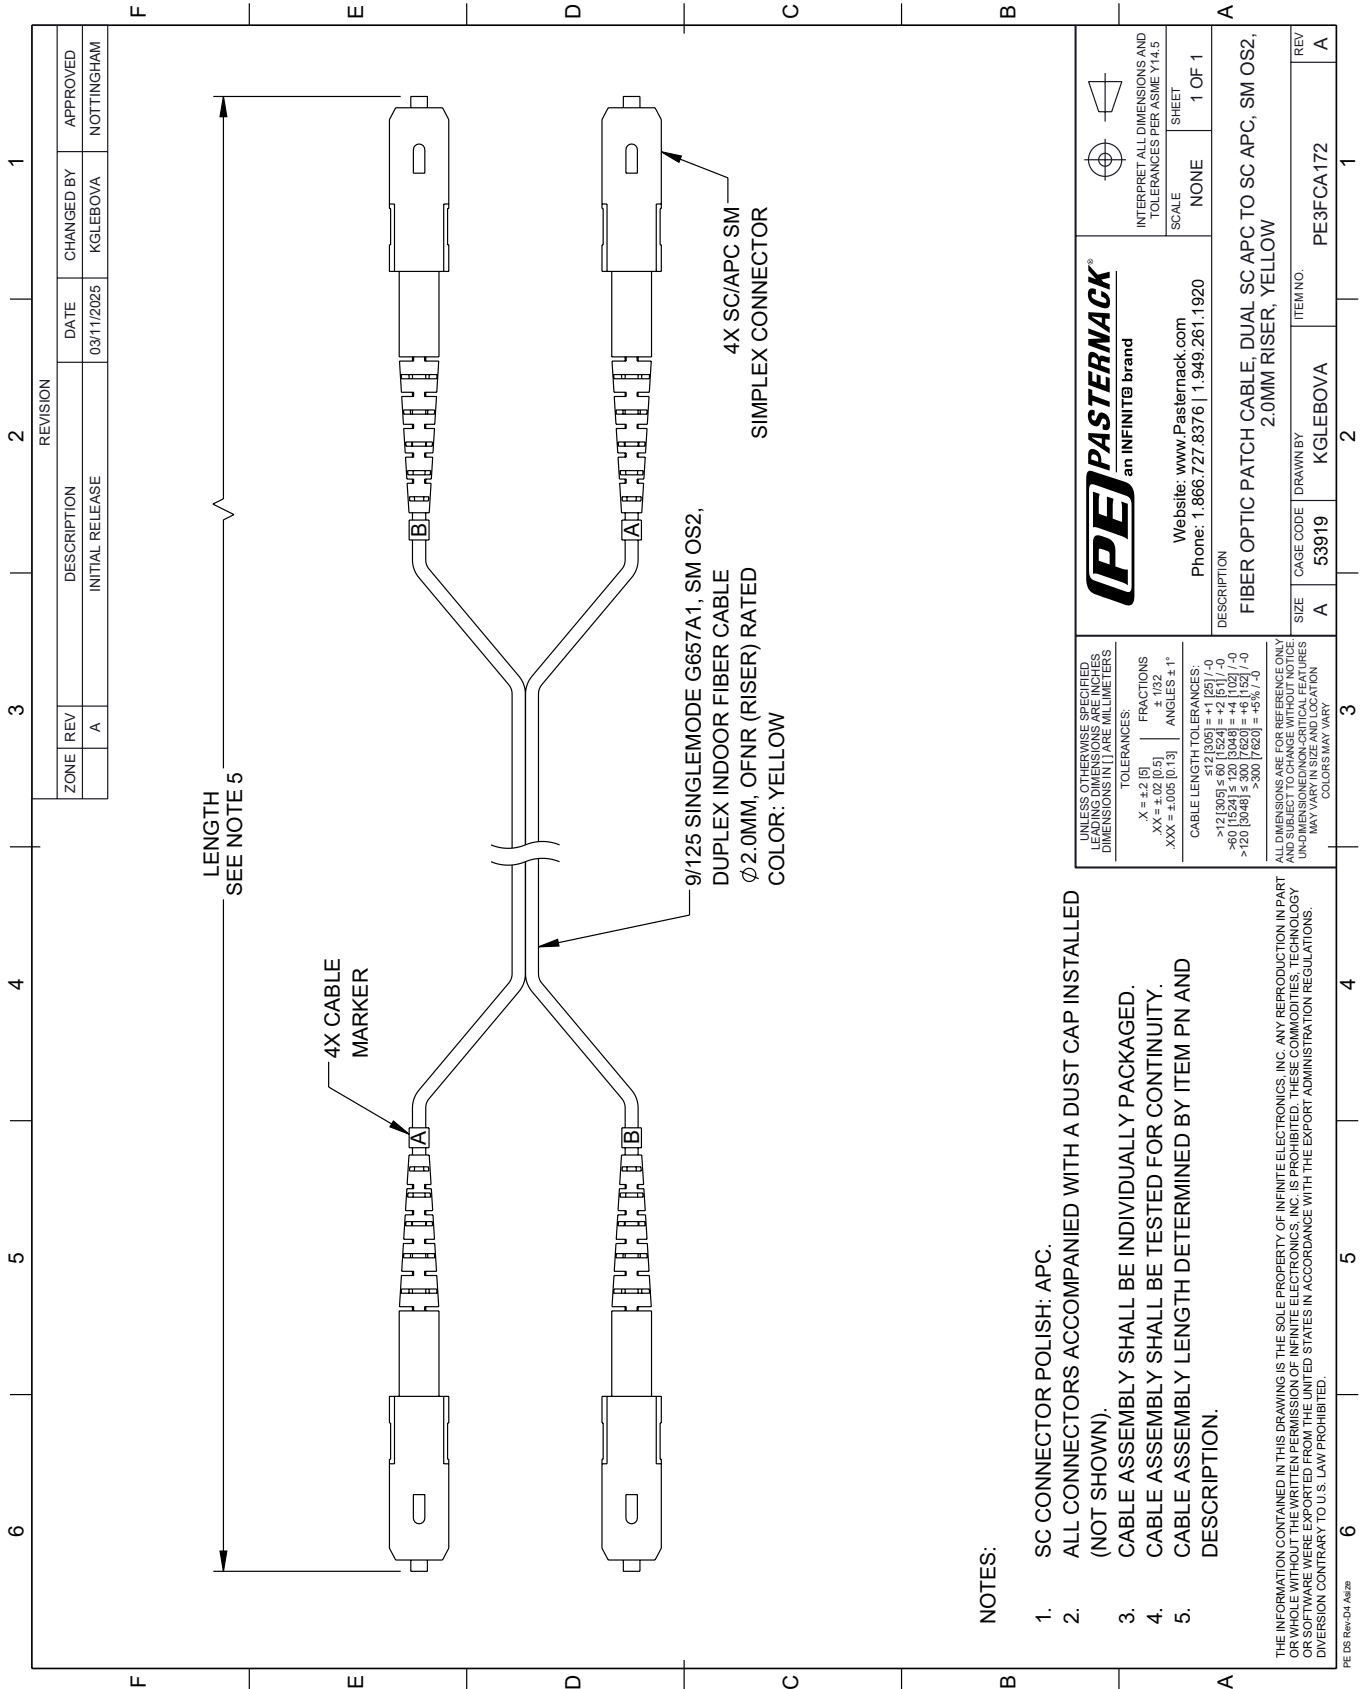 6 5 4 3 2 1
F
E
D
C
B
A
F
E
D
C
B
A
REVISION
ZONE REV DESCRIPTION DATE CHANGED BY APPROVED
A INITIAL RELEASE 03/11/2025 KGLEBOVA NOTTINGHAM
LENGTH
SEE NOTE 5
4X CABLE
MARKER
A
B
B
A
4X SC/APC SM
SIMPLEX CONNECTOR
9/125 SINGLEMODE G657A1, SM OS2,
DUPLEX INDOOR FIBER CABLE
∅2.0MM, OFNR (RISER) RATED
COLOR: YELLOW
NOTES:
1. SC CONNECTOR POLISH: APC.
2. ALL CONNECTORS ACCOMPANIED WITH A DUST CAP INSTALLED
(NOT SHOWN).
3. CABLE ASSEMBLY SHALL BE INDIVIDUALLY PACKAGED.
4. CABLE ASSEMBLY SHALL BE TESTED FOR CONTINUITY.
5. CABLE ASSEMBLY LENGTH DETERMINED BY ITEM PN AND
DESCRIPTION.
THE INFORMATION CONTAINED IN THIS DRAWING IS THE SOLE PROPERTY OF INFINITE ELECTRONICS, INC. ANY REPRODUCTION IN PART
OR WHOLE WITHOUT THE WRITTEN PERMISSION OF INFINITE ELECTRONICS, INC. IS PROHIBITED. THESE COMMODITIES, TECHNOLOGY
OR SOFTWARE WERE EXPORTED FROM THE UNITED STATES IN ACCORDANCE WITH THE EXPORT ADMINISTRATION REGULATIONS.
DIVERSION CONTRARY TO U.S. LAW PROHIBITED.
UNLESS OTHERWISE SPECIFIED
LEADING DIMENSIONS ARE INCHES
DIMENSIONS IN [ ] ARE MILLIMETERS
TOLERANCES:
.X = ±.2 [5] FRACTIONS
.XX = ±.02 [0.5] ± 1/32
.XXX = ±.005 [0.13] ANGLES ± 1°
CABLE LENGTH TOLERANCES:
≤12 [305] = +1 [25] / -0
>12 [305] ≤ 60 [1524] = +2 [51] / -0
>60 [1524] ≤ 120 [3048] = +4 [102] / -0
>120 [3048] ≤ 300 [7620] = +6 [152] / -0
>300 [7620] = +5% / -0
ALL DIMENSIONS ARE FOR REFERENCE ONLY
AND SUBJECT TO CHANGE WITHOUT NOTICE.
UN-DIMENSIONED/NON-CRITICAL FEATURES
MAY VARY IN SIZE AND LOCATION
COLORS MAY VARY
PE PASTERNACK®
an INFINIT@ brand
Website: www.Pasternack.com
Phone: 1.866.727.8376 | 1.949.261.1920
INTERPRET ALL DIMENSIONS AND
TOLERANCES PER ASME Y14.5
SCALE SHEET
NONE 1 OF 1
DESCRIPTION
FIBER OPTIC PATCH CABLE, DUAL SC APC TO SC APC, SM OS2,
2.0MM RISER, YELLOW
SIZE CAGE CODE DRAWN BY ITEM NO. REV
A 53919 KGLEBOVA PE3FCA172 A
6 5 4 3 2 1
PE DS Rev-D4 Asize